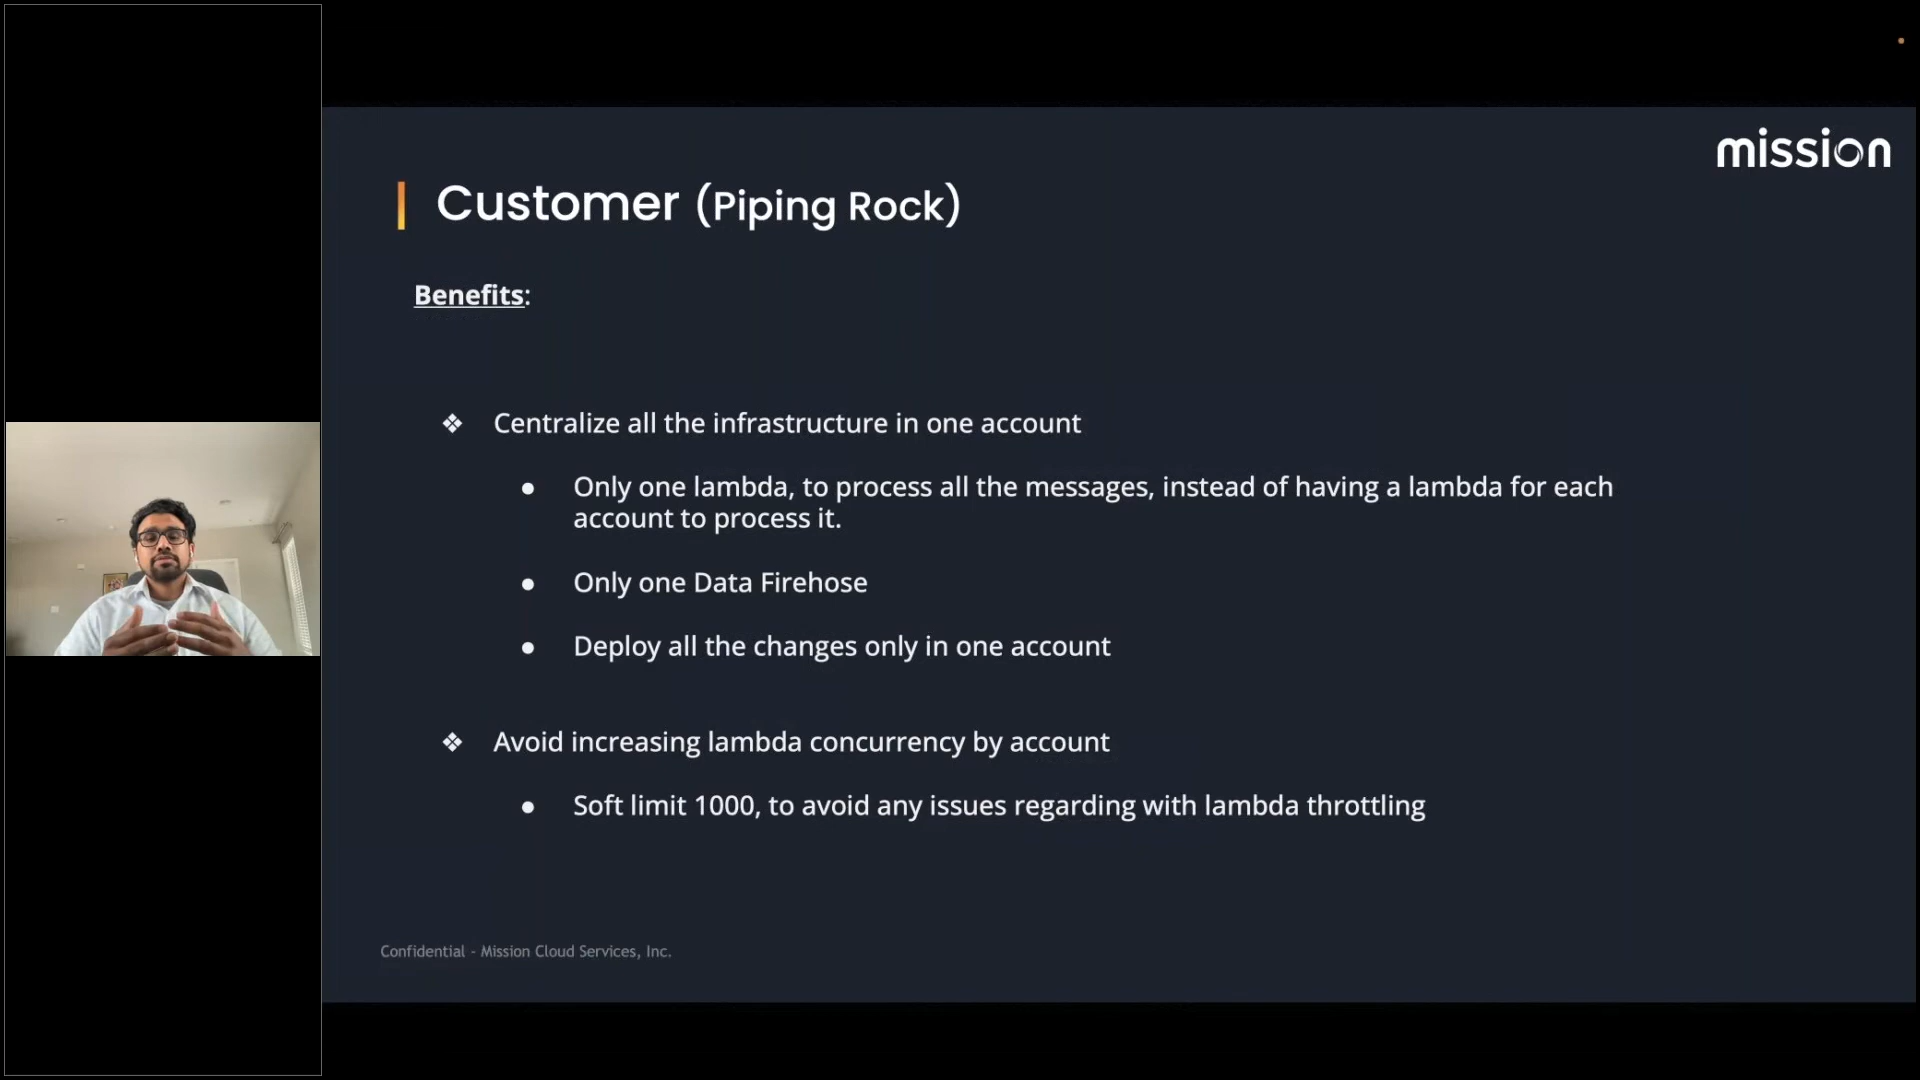 mission
Customer (Piping Rock)
Benefits:
❖ Centralize all the infrastructure in one account
● Only one lambda, to process all the messages, instead of having a lambda for each
account to process it.
● Only one Data Firehose
● Deploy all the changes only in one account
❖ Avoid increasing lambda concurrency by account
● Soft limit 1000, to avoid any issues regarding with lambda throttling
Confidential - Mission Cloud Services, Inc.